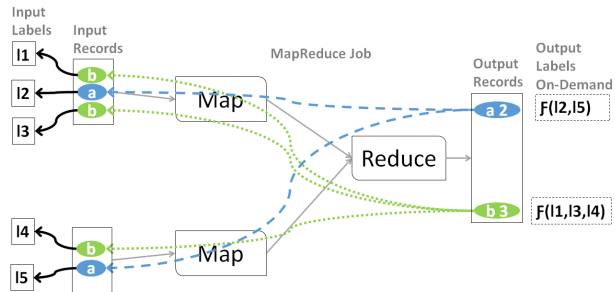 Input
Labels
Input
Records
MapReduce Job
Output
Records
Output
Labels
On-Demand
l1
l2
l3
b
a
b
Map
a 2
Ƒ(l2,l5)
Reduce
b 3
Ƒ(l1,l3,l4)
l4
l5
b
a
Map